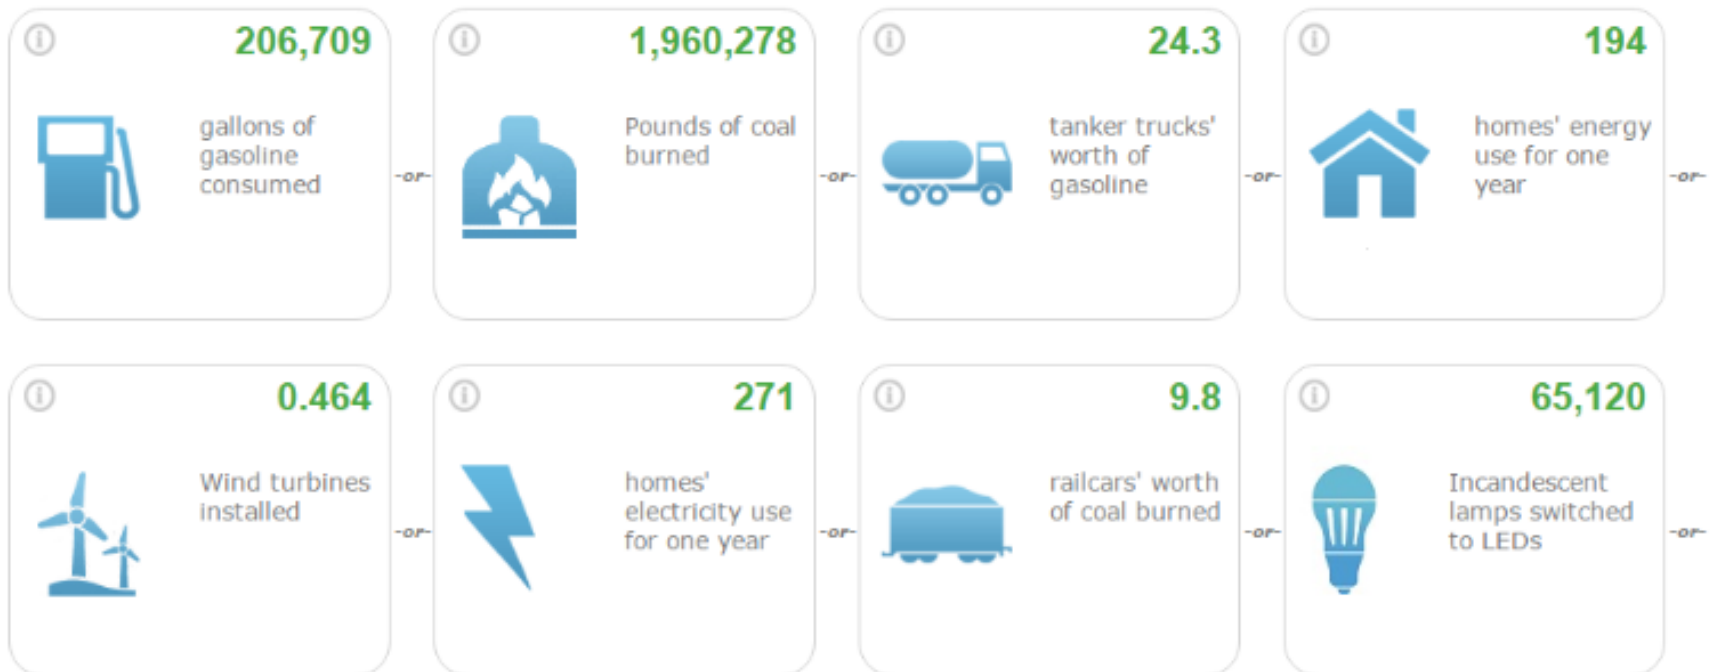 206,709
gallons of
gasoline
consumed
-or-
1,960,278
Pounds of coal
burned
-or-
24.3
tanker trucks'
worth of
gasoline
-or-
194
homes' energy
use for one
year
-or-
0.464
Wind turbines
installed
-or-
271
homes'
electricity use
for one year
-or-
9.8
railcars' worth
of coal burned
-or-
65,120
Incandescent
lamps switched
to LEDs
-or-